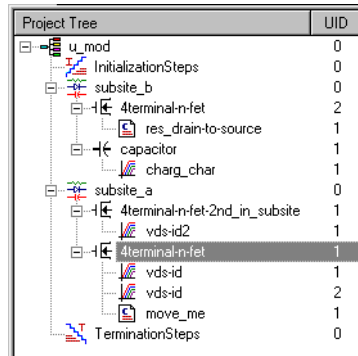 Project Tree UID
u_mod 0
InitializationSteps 0
subsite_b 0
4terminal-n-fet 2
res_drain-to-source 1
capacitor 1
charg_char 1
subsite_a 0
4terminal-n-fet-2nd_in_subsite 1
vds-id2 1
4terminal-n-fet 1
vds-id 1
vds-id 2
move_me 1
TerminationSteps 0